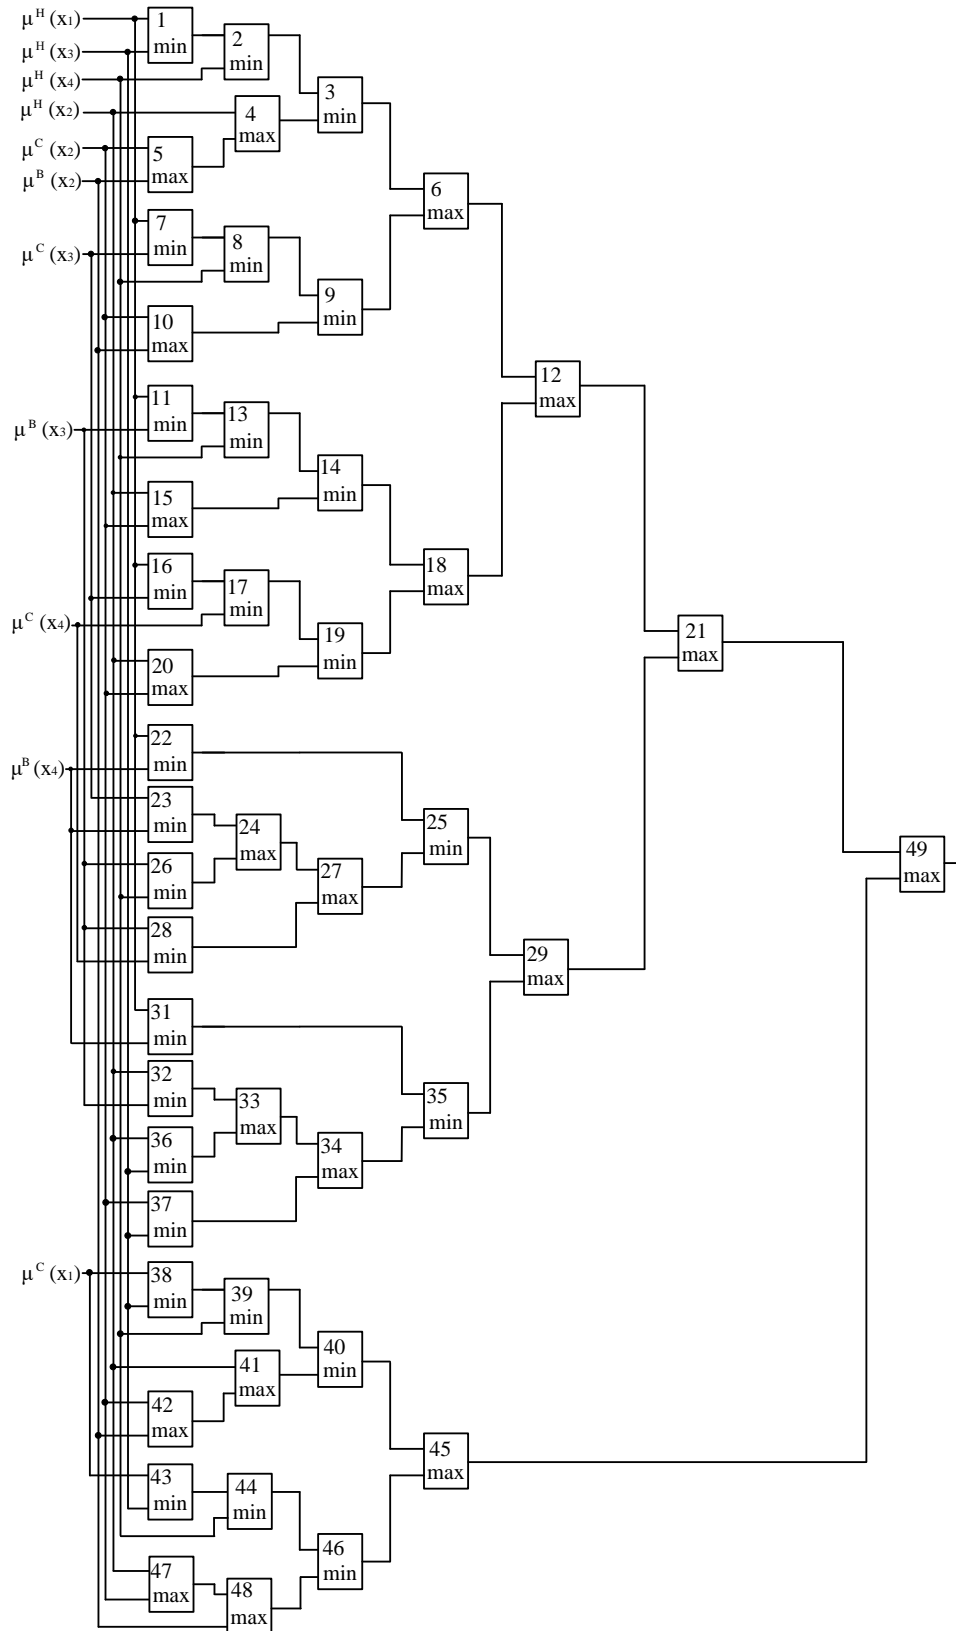 μᴴ (x₁)
1
min
μᴴ (x₃)
2
min
μᴴ (x₄)
3
min
μᴴ (x₂)
4
max
μᶜ (x₂)
5
max
μᴮ (x₂)
6
max
7
min
μᶜ (x₃)
8
min
9
min
10
max
12
max
11
min
13
min
μᴮ (x₃)
14
min
15
max
16
min
18
max
17
min
μᶜ (x₄)
19
min
20
max
21
max
22
min
μᴮ (x₄)
23
min
24
max
25
min
26
min
27
max
28
min
49
max
29
max
31
min
32
min
33
max
35
min
36
min
34
max
37
min
μᶜ (x₁)
38
min
39
min
40
min
41
max
42
max
45
max
43
min
44
min
46
min
47
max
48
max